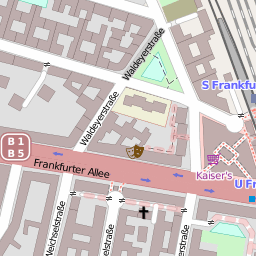 Waldeyerstraße
S Frankfu
Waldeyerstraße
B 1
B 5
Frankfurter Allee
Kaiser's
U Fr
Weichselstraße